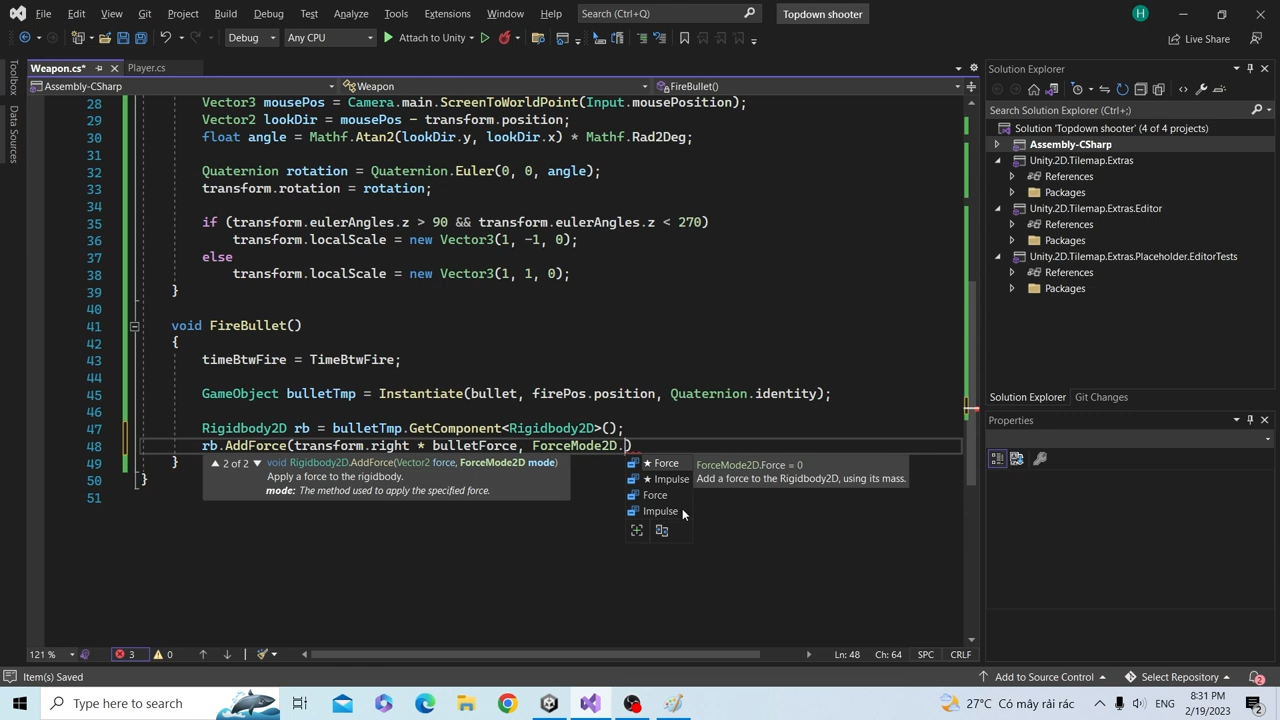 File Edit View Git Project Build Debug Test Analyze Tools Extensions Window Help Search (Ctrl+Q) Topdown shooter H
Debug Any CPU Attach to Unity Live Share
Weapon.cs* Player.cs
Assembly-CSharp Weapon FireBullet()
Toolbox
Data Sources
28 Vector3 mousePos = Camera.main.ScreenToWorldPoint(Input.mousePosition);
29 Vector2 lookDir = mousePos - transform.position;
30 float angle = Mathf.Atan2(lookDir.y, lookDir.x) * Mathf.Rad2Deg;
31
32 Quaternion rotation = Quaternion.Euler(0, 0, angle);
33 transform.rotation = rotation;
34
35 if (transform.eulerAngles.z > 90 && transform.eulerAngles.z < 270)
36 transform.localScale = new Vector3(1, -1, 0);
37 else
38 transform.localScale = new Vector3(1, 1, 0);
39 }
40
41 void FireBullet()
42 {
43 timeBtwFire = TimeBtwFire;
44
45 GameObject bulletTmp = Instantiate(bullet, firePos.position, Quaternion.identity);
46
47 Rigidbody2D rb = bulletTmp.GetComponent<Rigidbody2D>();
48 rb.AddForce(transform.right * bulletForce, ForceMode2D.)
49 }
50 }
51
▲ 2 of 2 ▼ void Rigidbody2D.AddForce(Vector2 force, ForceMode2D mode)
Apply a force to the rigidbody.
mode: The method used to apply the specified force.
★ Force
★ Impulse
Force
Impulse
ForceMode2D.Force = 0
Add a force to the Rigidbody2D, using its mass.
Solution Explorer
Search Solution Explorer (Ctrl+;)
Solution 'Topdown shooter' (4 of 4 projects)
Assembly-CSharp
Unity.2D.Tilemap.Extras
References
Packages
Unity.2D.Tilemap.Extras.Editor
References
Packages
Unity.2D.Tilemap.Extras.Placeholder.EditorTests
References
Packages
Solution Explorer Git Changes
Properties
121 % 3 0 Ln: 48 Ch: 64 SPC CRLF
Item(s) Saved Add to Source Control Select Repository 2
Type here to search 27°C Có mây rải rác 8:31 PM
2/19/2023 2